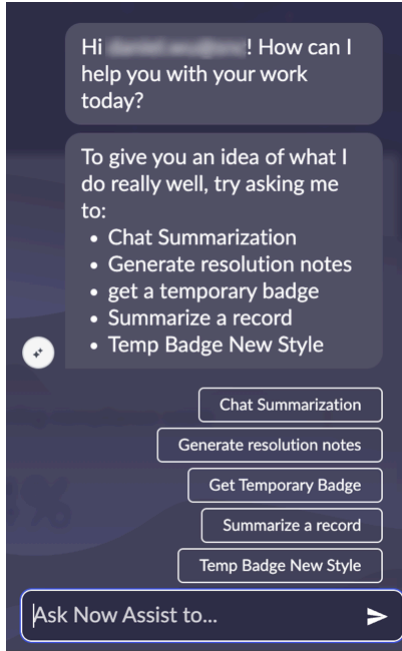 Hi ! How can I
help you with your work
today?
To give you an idea of what I
do really well, try asking me
to:
• Chat Summarization
• Generate resolution notes
• get a temporary badge
• Summarize a record
• Temp Badge New Style
Chat Summarization
Generate resolution notes
Get Temporary Badge
Summarize a record
Temp Badge New Style
Ask Now Assist to...